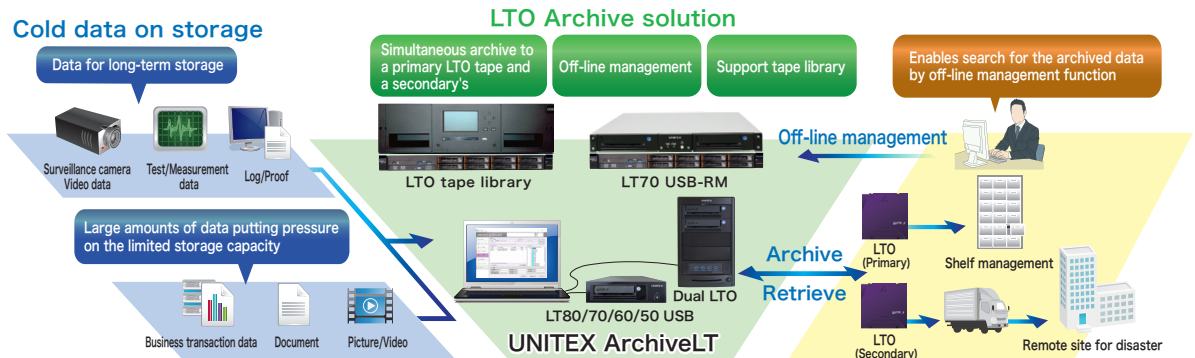 Cold data on storage
Data for long-term storage
Surveillance camera
Video data
Test/Measurement
data
Log/Proof
Large amounts of data putting pressure
on the limited storage capacity
Business transaction data
Document
Picture/Video
LTO Archive solution
Simultaneous archive to
a primary LTO tape and
a secondary's
Off-line management
Support tape library
LTO tape library
LT70 USB-RM
Dual LTO
LT80/70/60/50 USB
UNITEX ArchiveLT
Enables search for the archived data
by off-line management function
Off-line management
Archive
Retrieve
LTO
(Primary)
Shelf management
LTO
(Secondary)
Remote site for disaster